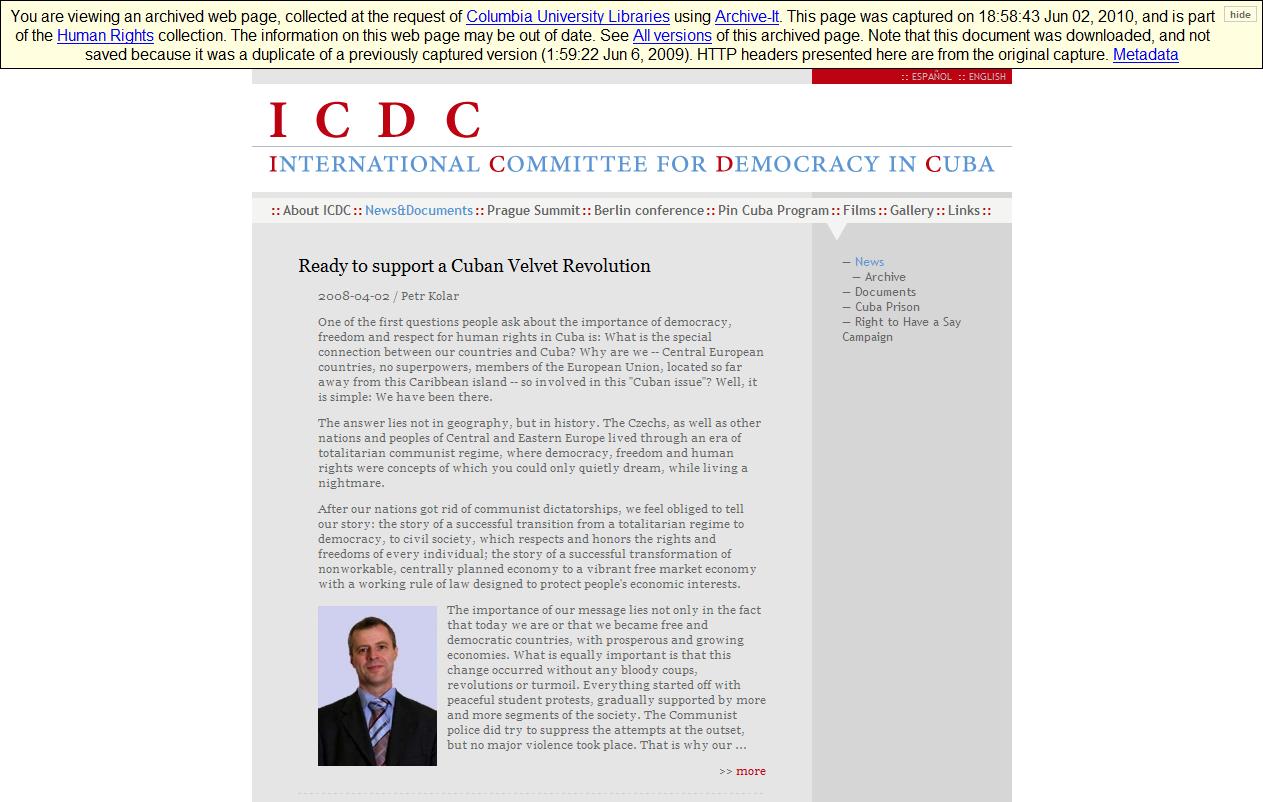 You are viewing an archived web page, collected at the request of Columbia University Libraries using Archive-It. This page was captured on 18:58:43 Jun 02, 2010, and is part
of the Human Rights collection. The information on this web page may be out of date. See All versions of this archived page. Note that this document was downloaded, and not
saved because it was a duplicate of a previously captured version (1:59:22 Jun 6, 2009). HTTP headers presented here are from the original capture. Metadata
hide
:: ESPAÑOL :: ENGLISH
I C D C
INTERNATIONAL COMMITTEE FOR DEMOCRACY IN CUBA
:: About ICDC :: News&Documents :: Prague Summit :: Berlin conference :: Pin Cuba Program :: Films :: Gallery :: Links ::
Ready to support a Cuban Velvet Revolution
2008-04-02 / Petr Kolar
One of the first questions people ask about the importance of democracy,
freedom and respect for human rights in Cuba is: What is the special
connection between our countries and Cuba? Why are we -- Central European
countries, no superpowers, members of the European Union, located so far
away from this Caribbean island -- so involved in this "Cuban issue"? Well, it
is simple: We have been there.
The answer lies not in geography, but in history. The Czechs, as well as other
nations and peoples of Central and Eastern Europe lived through an era of
totalitarian communist regime, where democracy, freedom and human
rights were concepts of which you could only quietly dream, while living a
nightmare.
After our nations got rid of communist dictatorships, we feel obliged to tell
our story: the story of a successful transition from a totalitarian regime to
democracy, to civil society, which respects and honors the rights and
freedoms of every individual; the story of a successful transformation of
nonworkable, centrally planned economy to a vibrant free market economy
with a working rule of law designed to protect people's economic interests.
The importance of our message lies not only in the fact
that today we are or that we became free and
democratic countries, with prosperous and growing
economies. What is equally important is that this
change occurred without any bloody coups,
revolutions or turmoil. Everything started off with
peaceful student protests, gradually supported by more
and more segments of the society. The Communist
police did try to suppress the attempts at the outset,
but no major violence took place. That is why our ...
>> more
— News
— Archive
— Documents
— Cuba Prison
— Right to Have a Say
Campaign